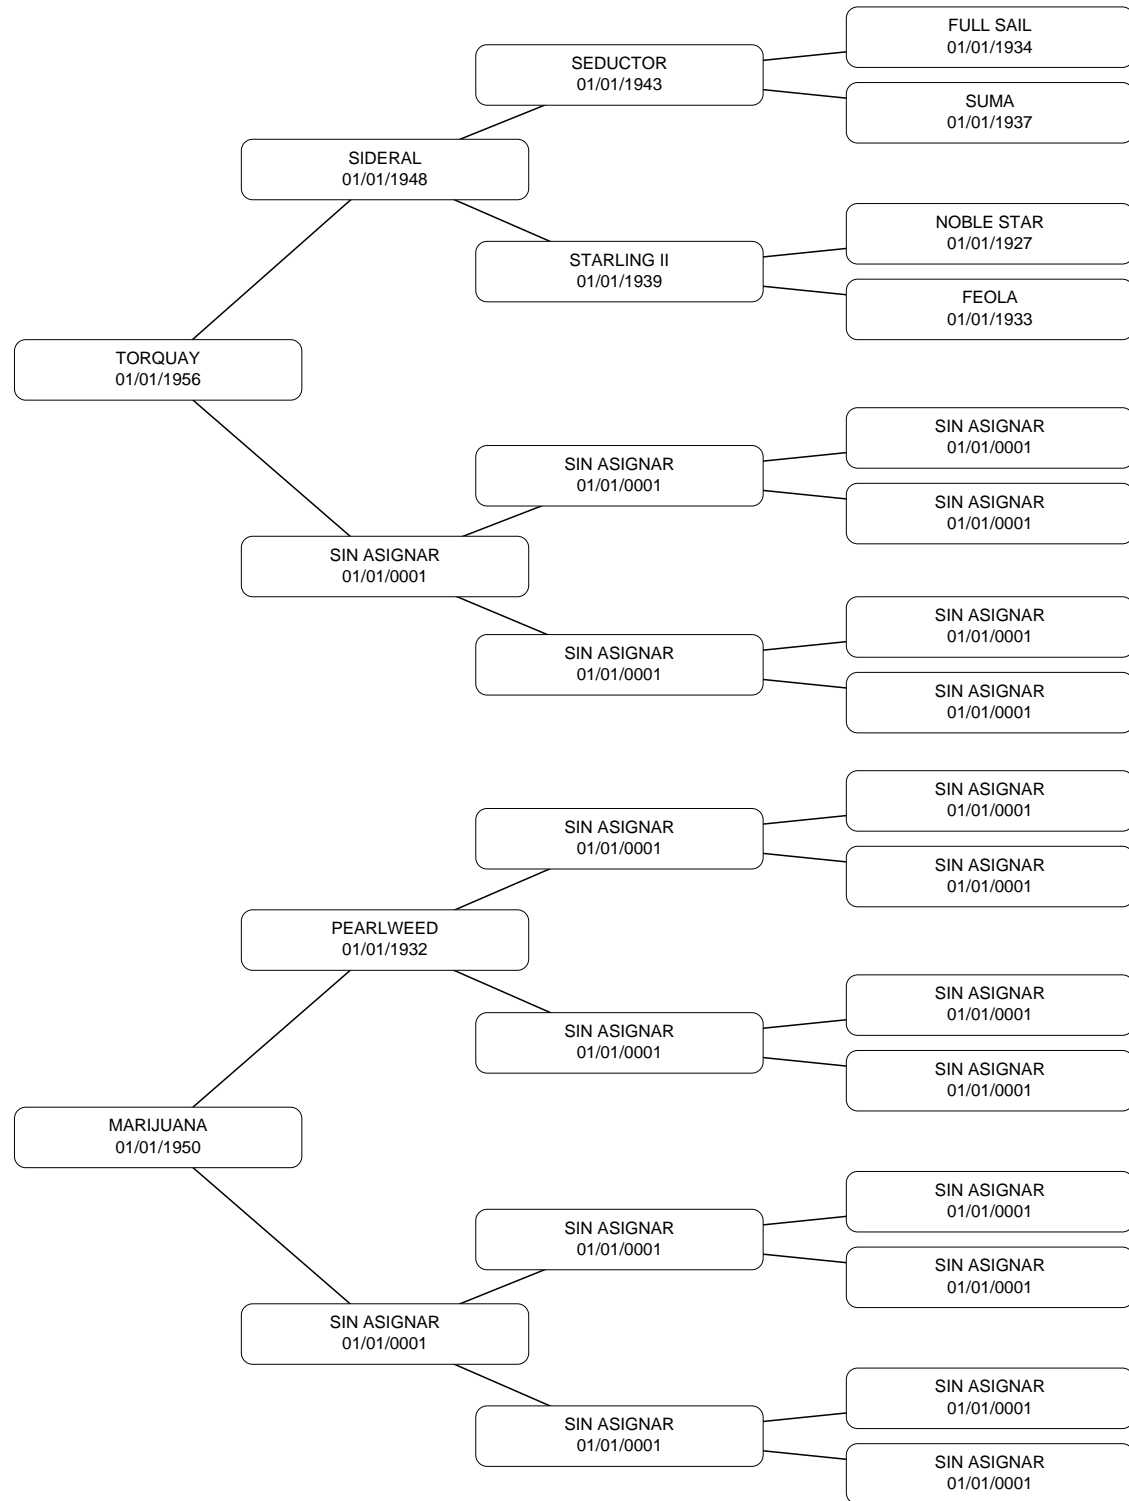 FULL SAIL
01/01/1934
SEDUCTOR
01/01/1943
SUMA
01/01/1937
SIDERAL
01/01/1948
NOBLE STAR
01/01/1927
STARLING II
01/01/1939
FEOLA
01/01/1933
TORQUAY
01/01/1956
SIN ASIGNAR
01/01/0001
SIN ASIGNAR
01/01/0001
SIN ASIGNAR
01/01/0001
SIN ASIGNAR
01/01/0001
SIN ASIGNAR
01/01/0001
SIN ASIGNAR
01/01/0001
SIN ASIGNAR
01/01/0001
SIN ASIGNAR
01/01/0001
SIN ASIGNAR
01/01/0001
SIN ASIGNAR
01/01/0001
PEARLWEED
01/01/1932
SIN ASIGNAR
01/01/0001
SIN ASIGNAR
01/01/0001
SIN ASIGNAR
01/01/0001
MARIJUANA
01/01/1950
SIN ASIGNAR
01/01/0001
SIN ASIGNAR
01/01/0001
SIN ASIGNAR
01/01/0001
SIN ASIGNAR
01/01/0001
SIN ASIGNAR
01/01/0001
SIN ASIGNAR
01/01/0001
SIN ASIGNAR
01/01/0001